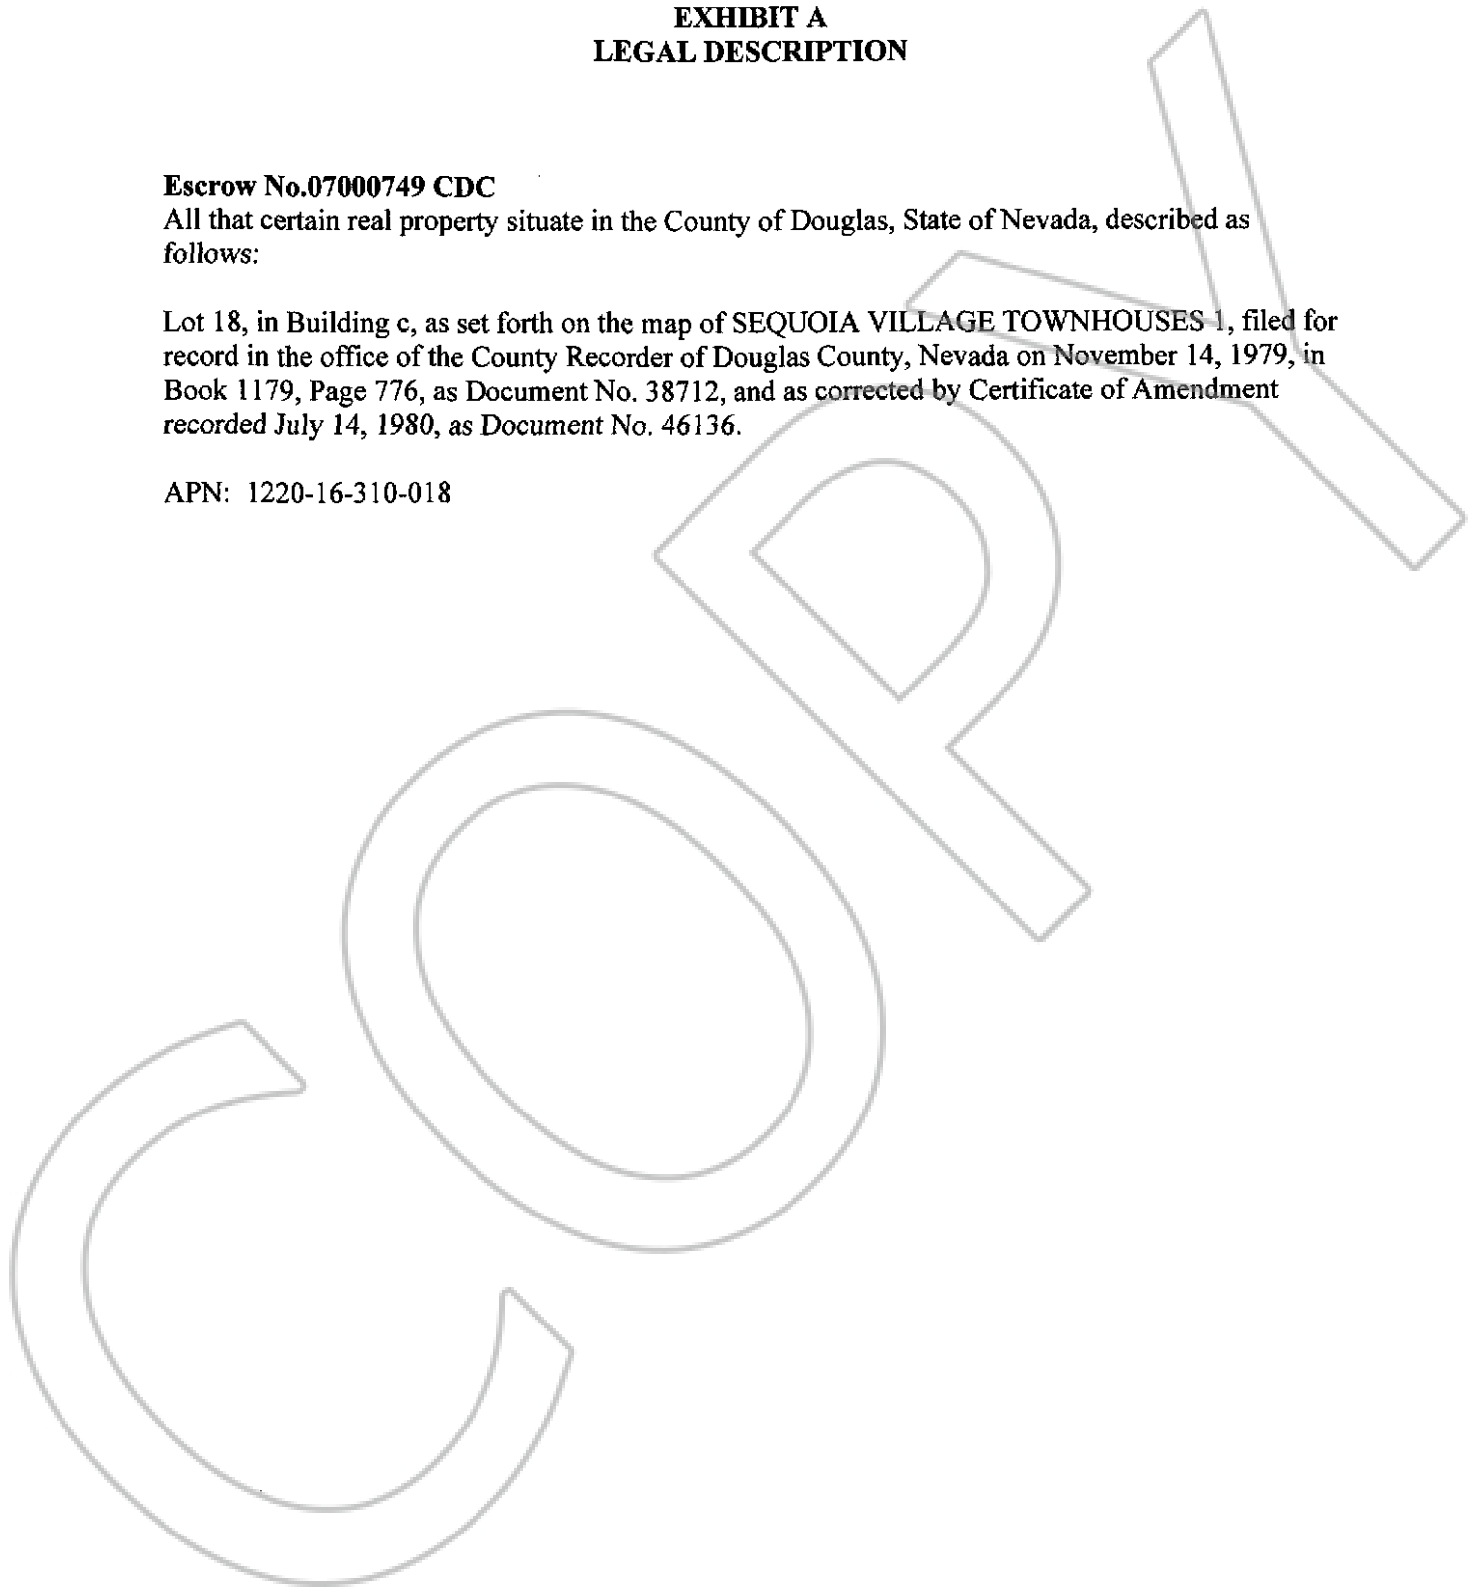 EXHIBIT A
LEGAL DESCRIPTION
Escrow No.07000749 CDC
All that certain real property situate in the County of Douglas, State of Nevada, described as
follows:
Lot 18, in Building c, as set forth on the map of SEQUOIA VILLAGE TOWNHOUSES 1, filed for
record in the office of the County Recorder of Douglas County, Nevada on November 14, 1979, in
Book 1179, Page 776, as Document No. 38712, and as corrected by Certificate of Amendment
recorded July 14, 1980, as Document No. 46136.
APN: 1220-16-310-018
COPY